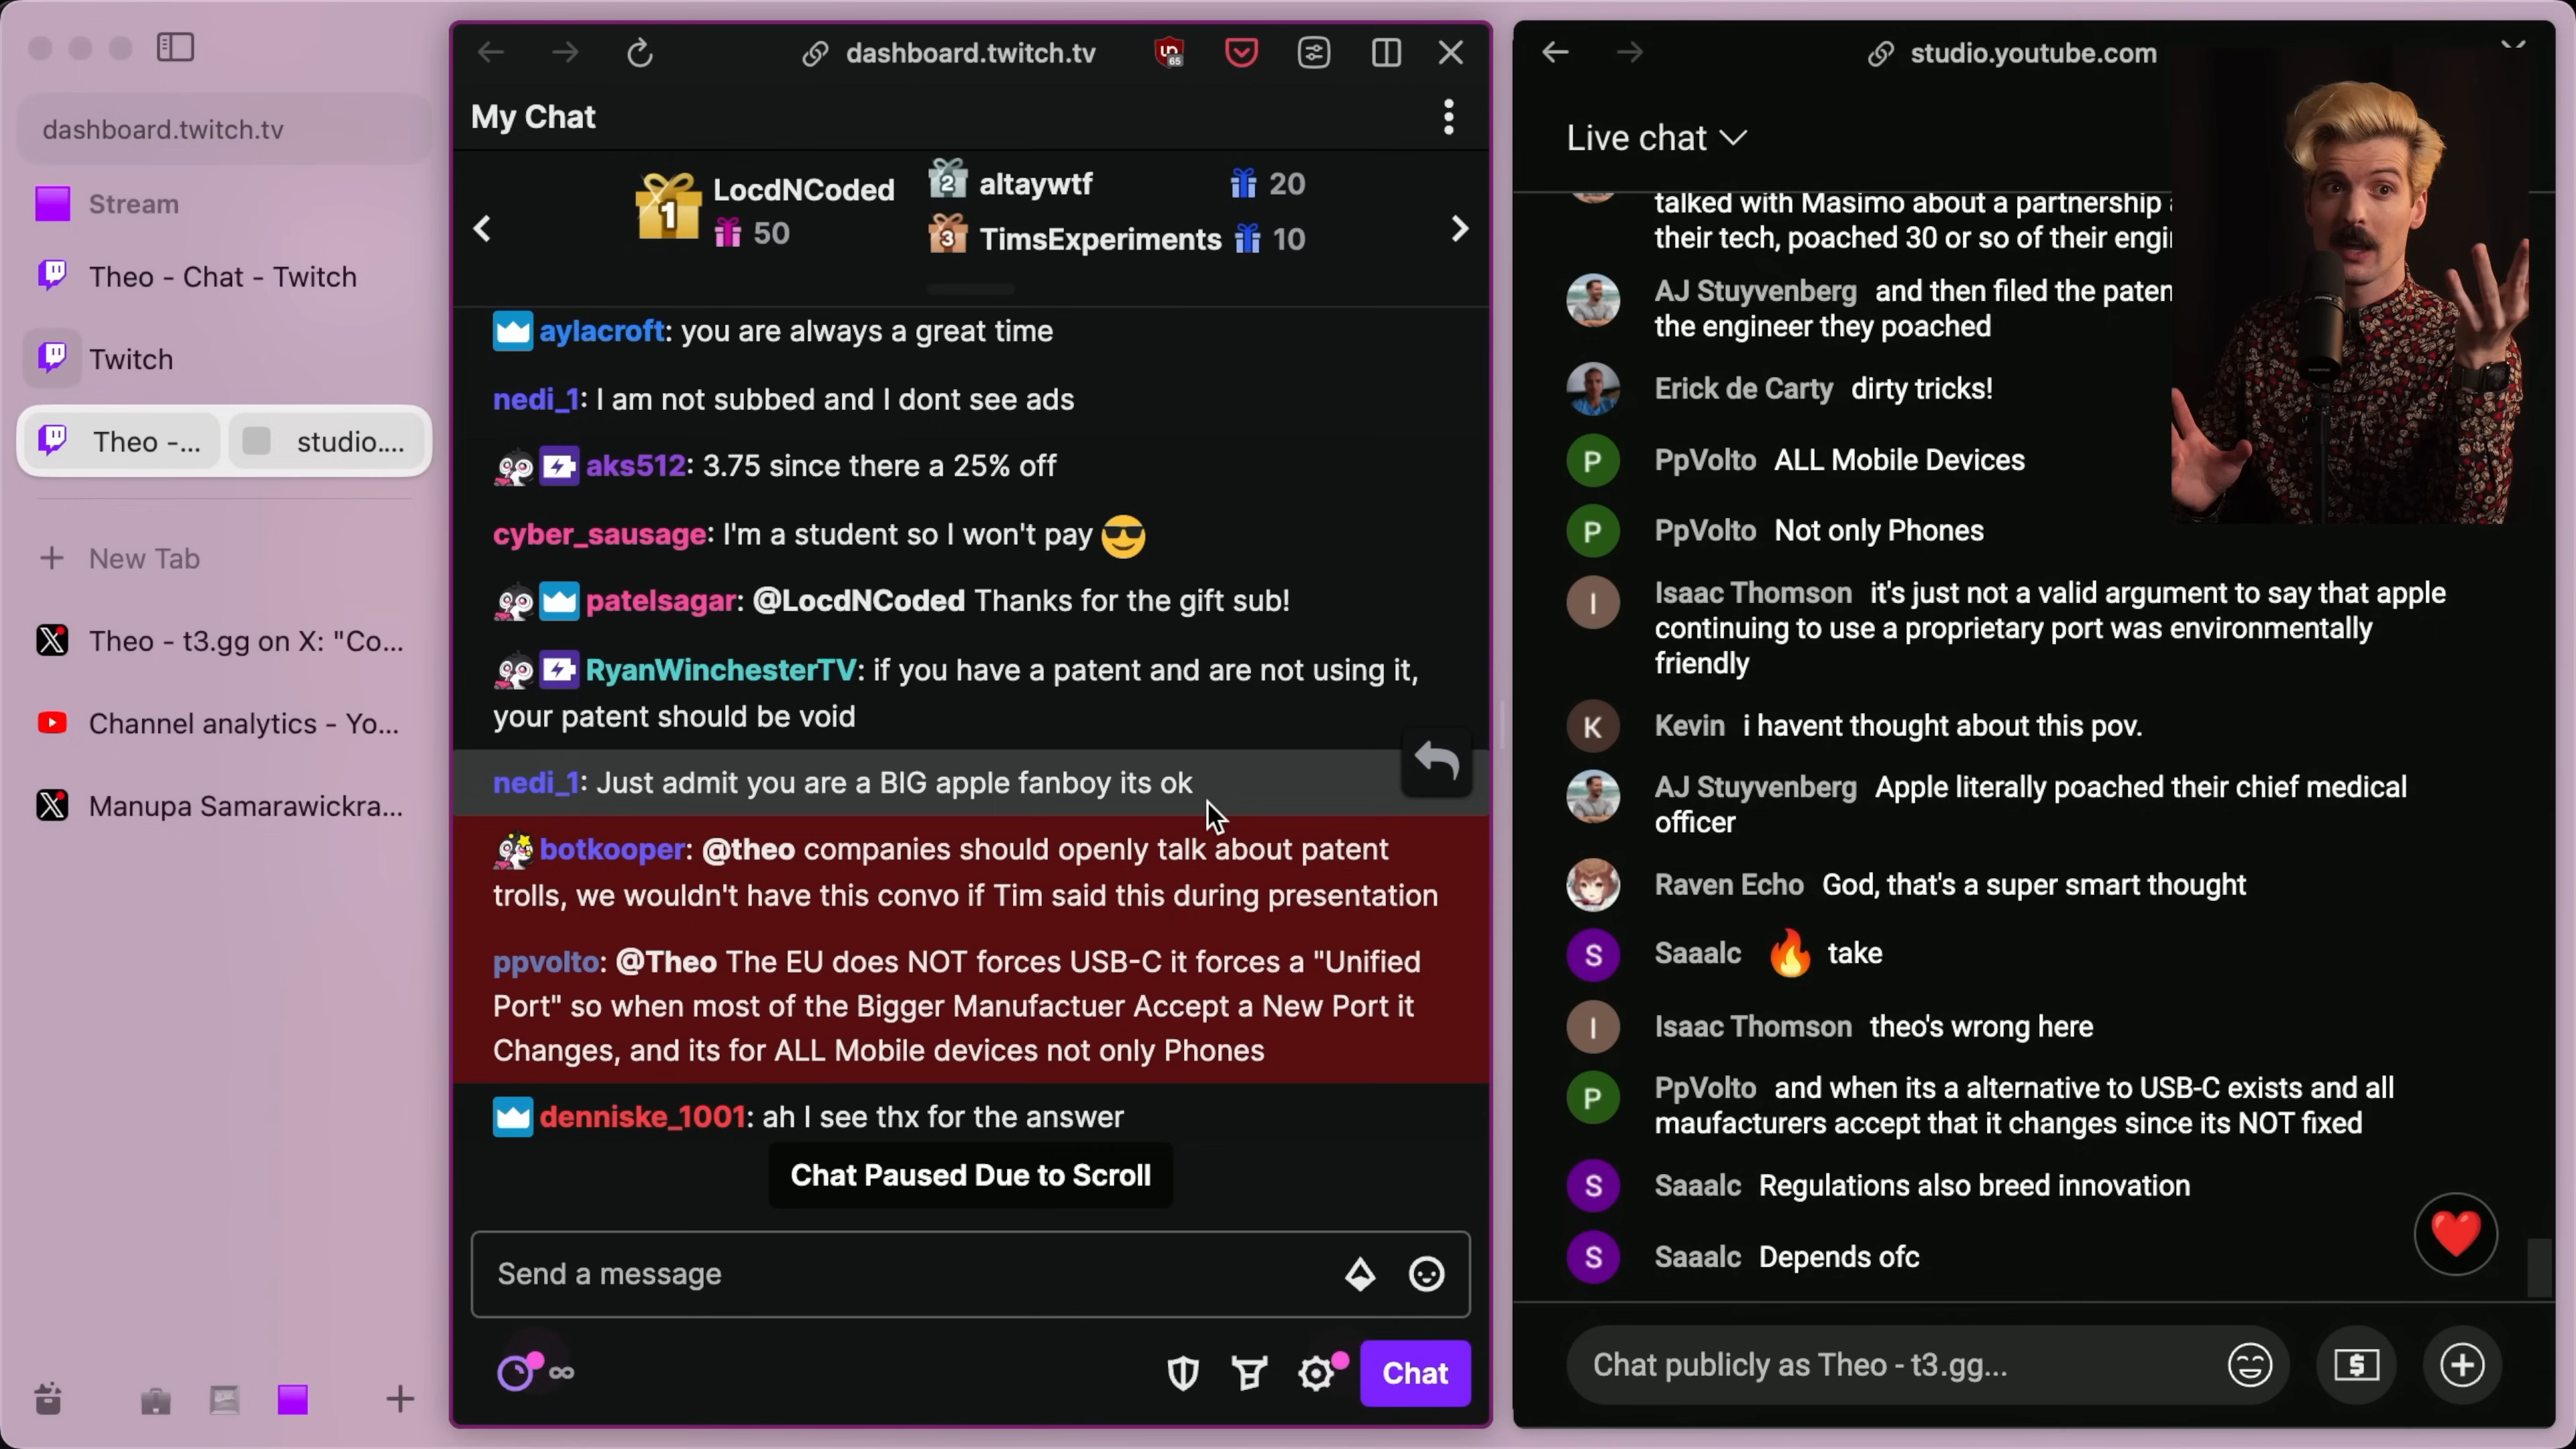 dashboard.twitch.tv
Stream
Theo - Chat - Twitch
Twitch
Theo -...
studio....
New Tab
Theo - t3.gg on X: "Co...
Channel analytics - Yo...
Manupa Samarawickra...
dashboard.twitch.tv
65
My Chat
1
LocdNCoded
50
2
altaywtf
20
3
TimsExperiments
10
aylacroft: you are always a great time
nedi_1: I am not subbed and I dont see ads
aks512: 3.75 since there a 25% off
cyber_sausage: I'm a student so I won't pay 😎
patelsagar: @LocdNCoded Thanks for the gift sub!
RyanWinchesterTV: if you have a patent and are not using it,
your patent should be void
nedi_1: Just admit you are a BIG apple fanboy its ok
botkooper: @theo companies should openly talk about patent
trolls, we wouldn't have this convo if Tim said this during presentation
ppvolto: @Theo The EU does NOT forces USB-C it forces a "Unified
Port" so when most of the Bigger Manufactuer Accept a New Port it
Changes, and its for ALL Mobile devices not only Phones
denniske_1001: ah I see thx for the answer
Chat Paused Due to Scroll
Send a message
∞
Chat
studio.youtube.com
Live chat
talked with Masimo about a partnership
their tech, poached 30 or so of their
AJ Stuyvenberg and then filed the
the engineer they poached
Erick de Carty dirty tricks!
P
PpVolto ALL Mobile Devices
P
PpVolto Not only Phones
I
Isaac Thomson it's just not a valid argument to say that apple
continuing to use a proprietary port was environmentally
friendly
K
Kevin i havent thought about this pov.
AJ Stuyvenberg Apple literally poached their chief medical
officer
Raven Echo God, that's a super smart thought
S
Saaalc 🔥 take
I
Isaac Thomson theo's wrong here
P
PpVolto and when its a alternative to USB-C exists and all
maufacturers accept that it changes since its NOT fixed
S
Saaalc Regulations also breed innovation
S
Saaalc Depends ofc
Chat publicly as Theo - t3.gg...